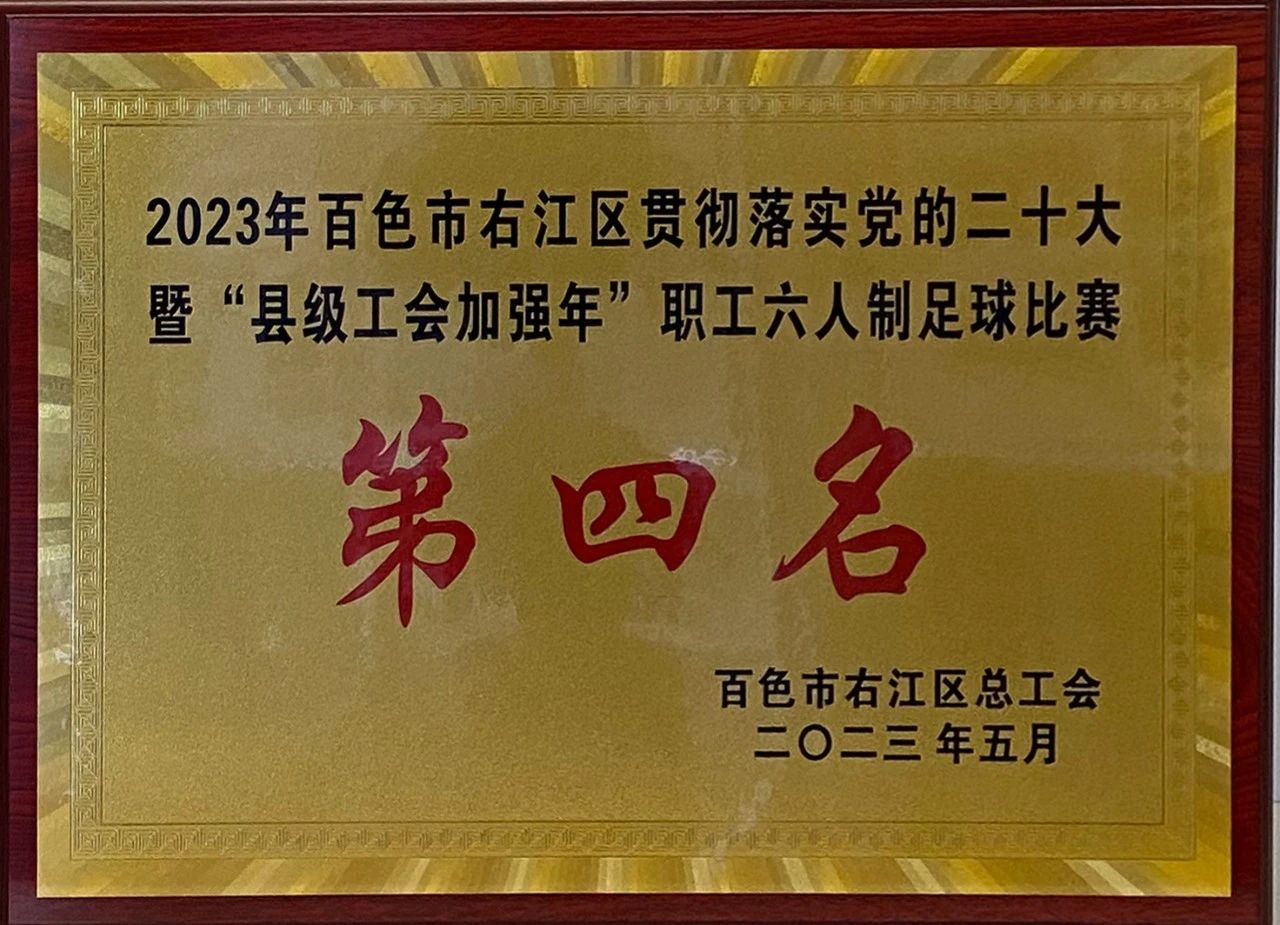 2023年百色市右江区贯彻落实党的二十大
暨“县级工会加强年”职工六人制足球比赛
第四名
百色市右江区总工会
二〇二三年五月